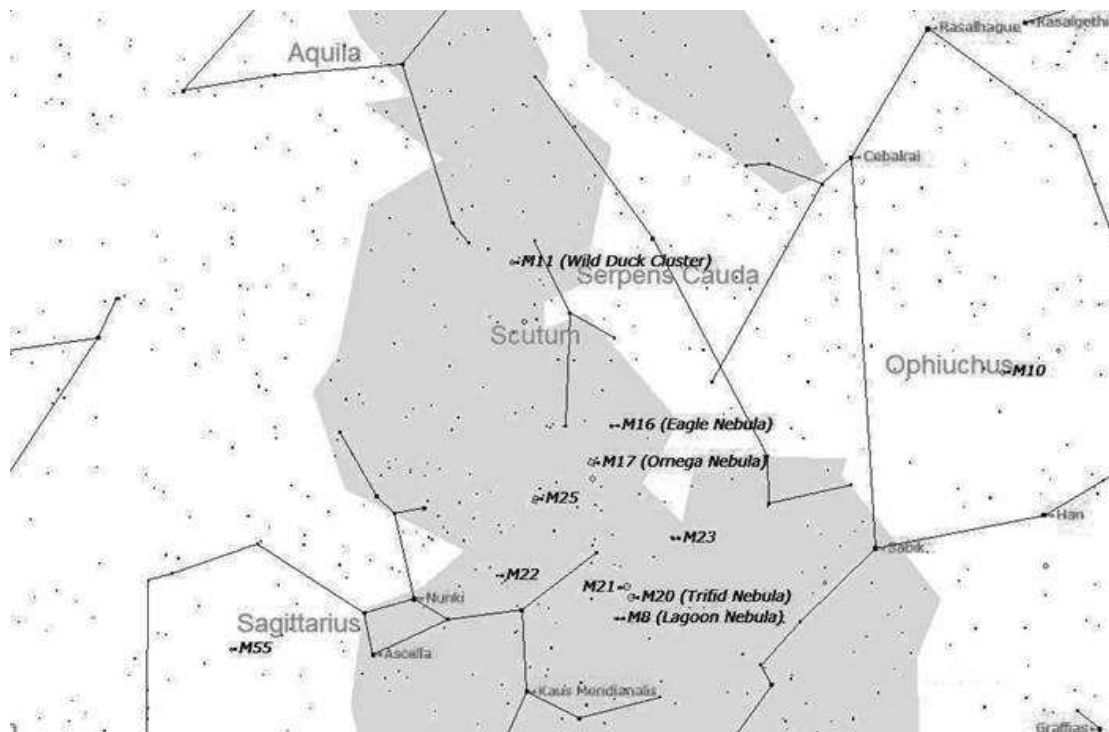 Rasalhague
Rasalgethi
Aquila
Cebalrai
M11 (Wild Duck Cluster)
Serpens Cauda
Scutum
Ophiuchus
M10
M16 (Eagle Nebula)
M17 (Omega Nebula)
M25
Han
M23
Sabik
M22
M21
M20 (Trifid Nebula)
Nunki
M8 (Lagoon Nebula)
Sagittarius
M55
Ascella
Kaus Meridianalis
Graffias